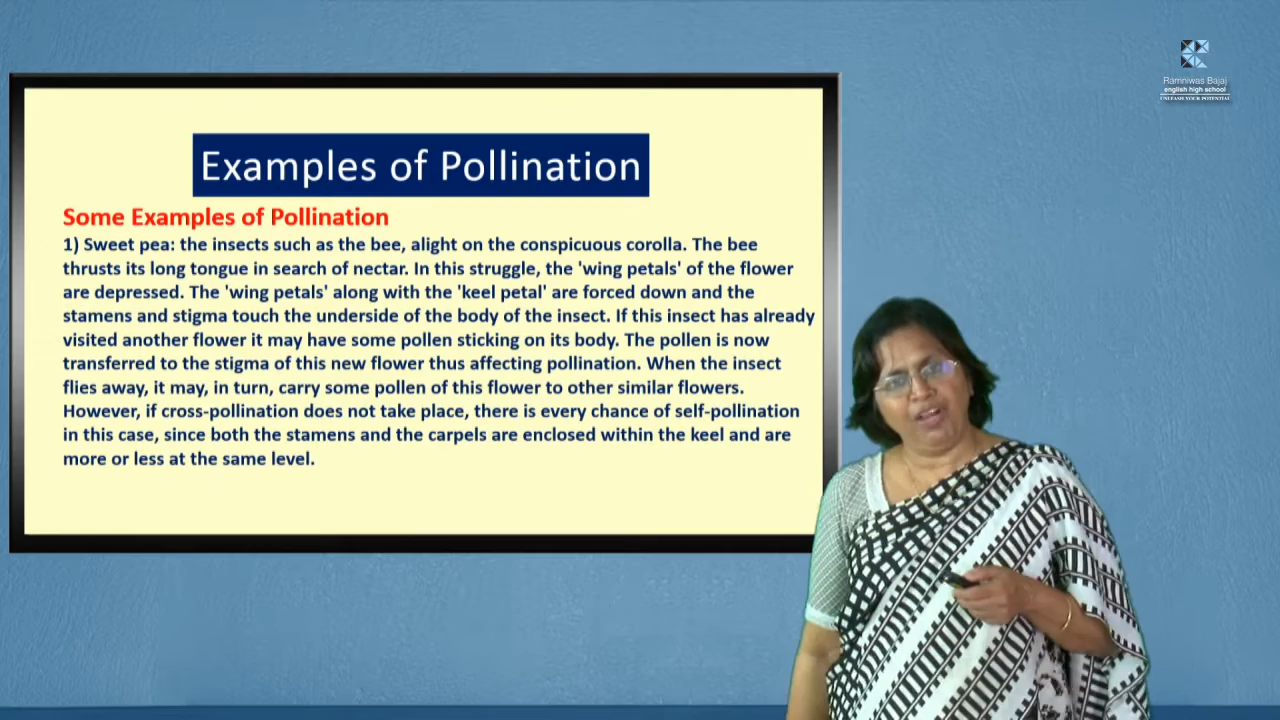 Ramniwas Bajaj
english high school
UNLEASH YOUR POTENTIAL
Examples of Pollination
Some Examples of Pollination
1) Sweet pea: the insects such as the bee, alight on the conspicuous corolla. The bee
thrusts its long tongue in search of nectar. In this struggle, the 'wing petals' of the flower
are depressed. The 'wing petals' along with the 'keel petal' are forced down and the
stamens and stigma touch the underside of the body of the insect. If this insect has already
visited another flower it may have some pollen sticking on its body. The pollen is now
transferred to the stigma of this new flower thus affecting pollination. When the insect
flies away, it may, in turn, carry some pollen of this flower to other similar flowers.
However, if cross-pollination does not take place, there is every chance of self-pollination
in this case, since both the stamens and the carpels are enclosed within the keel and are
more or less at the same level.